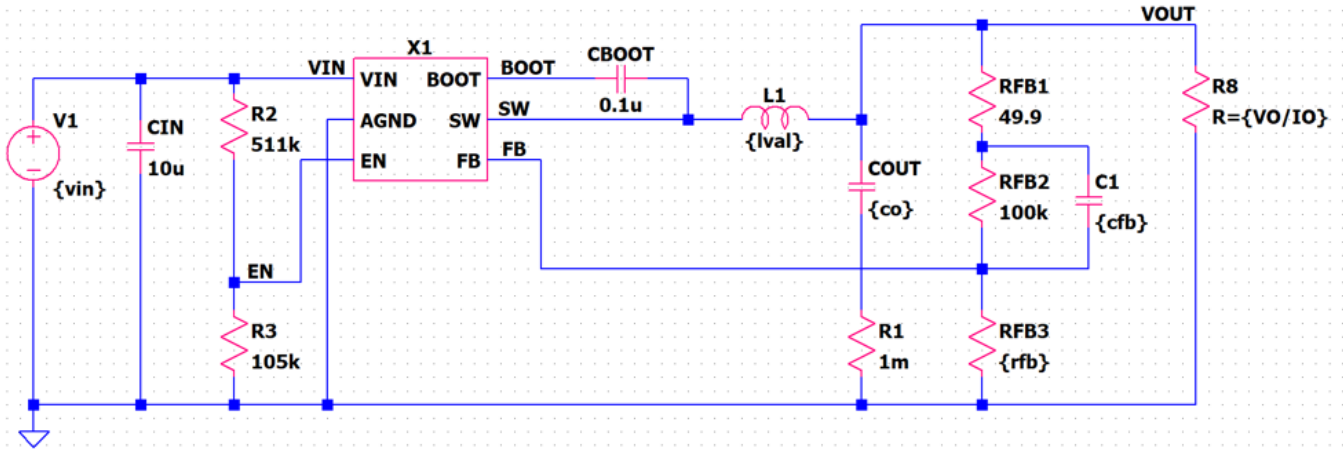 VOUT
X1
CBOOT
VIN
VIN
BOOT
BOOT
RFB1
49.9
R8
R={VO/IO}
V1
{vin}
CIN
10u
R2
511k
AGND
SW
SW
0.1u
L1
{lval}
EN
FB
FB
COUT
{co}
RFB2
100k
C1
{cfb}
EN
R3
105k
R1
1m
RFB3
{rfb}